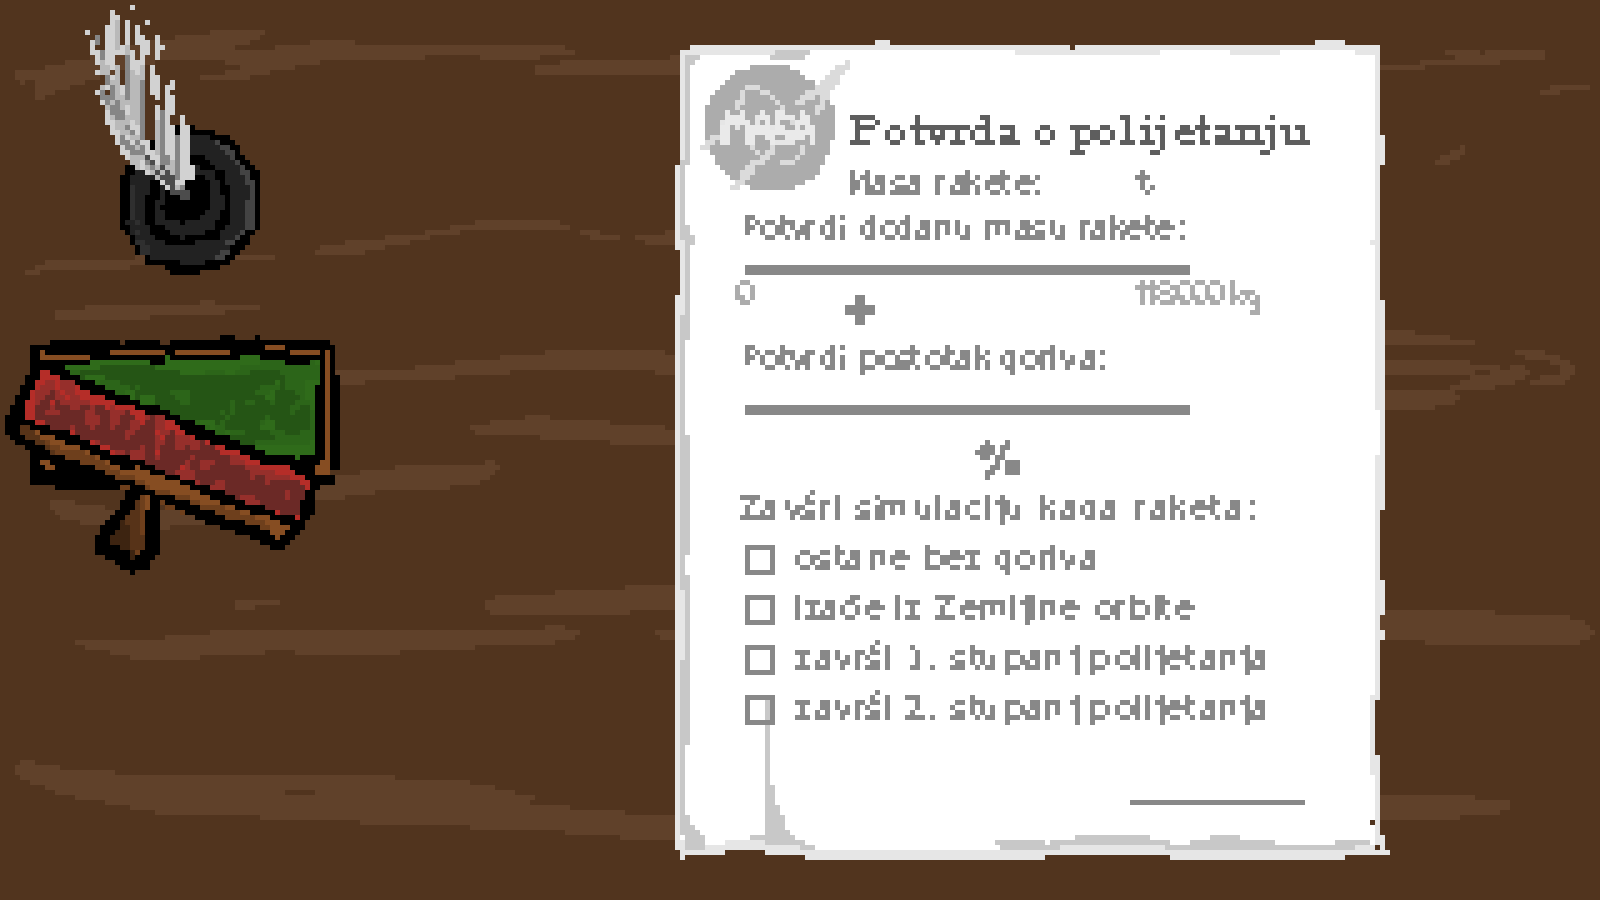 Potvrda o polijetanju
Masa rakete: t
Potvrdi dodanu masu rakete:
0 118000 kg
+
Potvrdi postotak goriva:
%
Završi simulaciju kada raketa:
ostane bez goriva
izađe iz Zemljine orbite
završi 1. stupanj polijetanja
završi 2. stupanj polijetanja